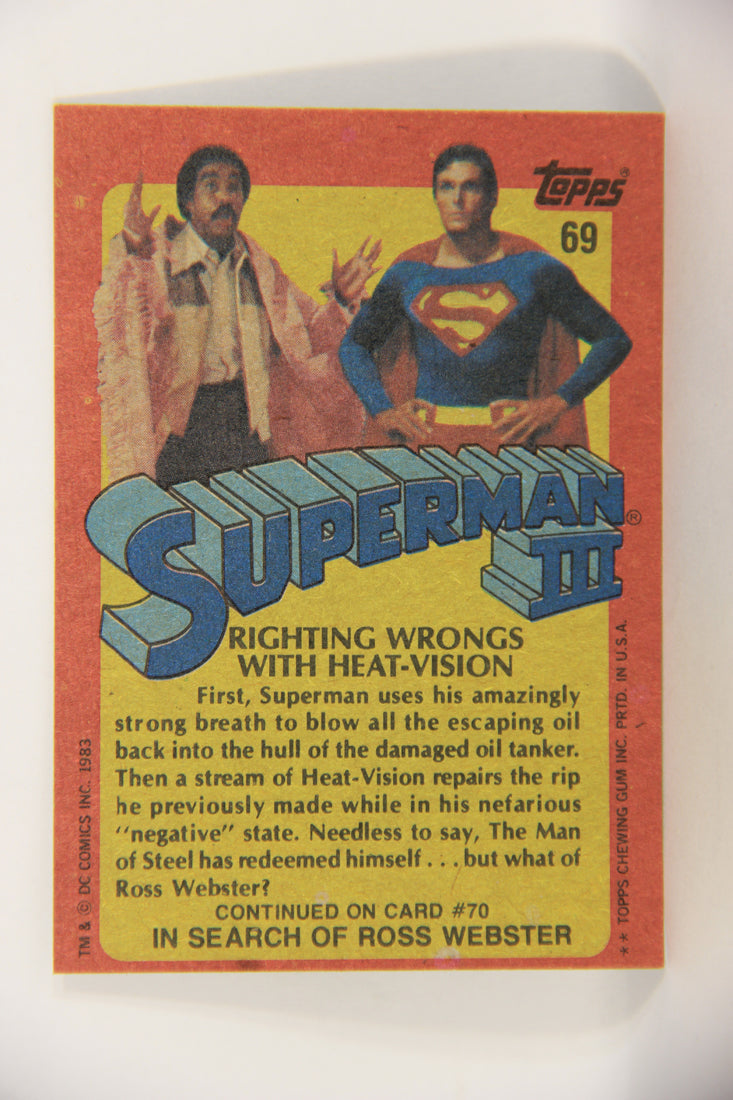 topps®
69
SUPERMAN®
III
RIGHTING WRONGS
WITH HEAT-VISION
First, Superman uses his amazingly
strong breath to blow all the escaping oil
back into the hull of the damaged oil tanker.
Then a stream of Heat-Vision repairs the rip
he previously made while in his nefarious
"negative" state. Needless to say, The Man
of Steel has redeemed himself . . . but what of
Ross Webster?
CONTINUED ON CARD #70
IN SEARCH OF ROSS WEBSTER
TM & © DC COMICS INC. 1983
** TOPPS CHEWING GUM INC. PRTD. IN U.S.A.